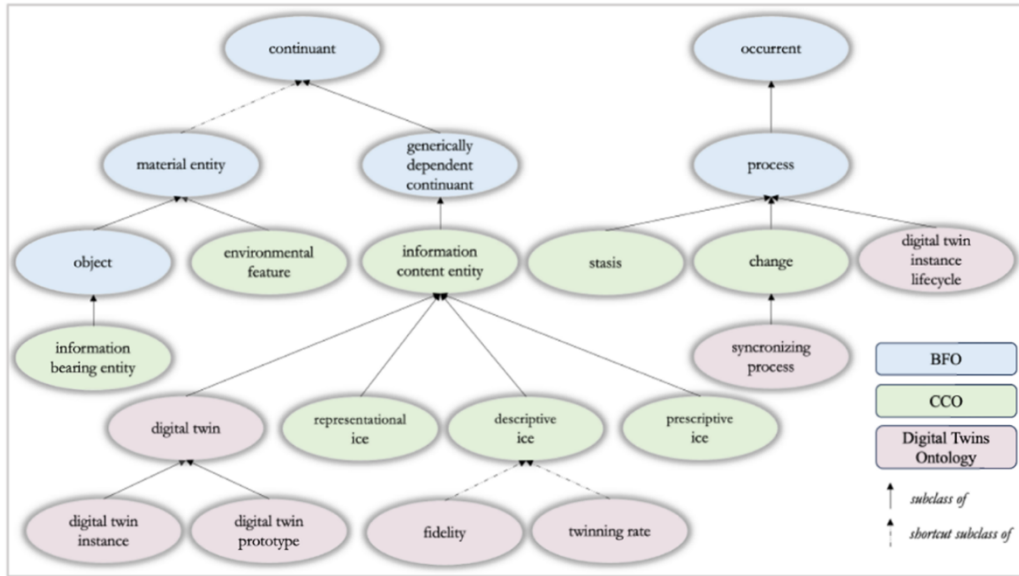 continuant
occurrent
material entity
generically
dependent
continuant
process
object
environmental
feature
information
content entity
stasis
change
digital twin
instance
lifecycle
information
bearing entity
syncronizing
process
BFO
CCO
Digital Twins
Ontology
digital twin
representational
ice
descriptive
ice
prescriptive
ice
subclass of
shortcut subclass of
digital twin
instance
digital twin
prototype
fidelity
twinning rate